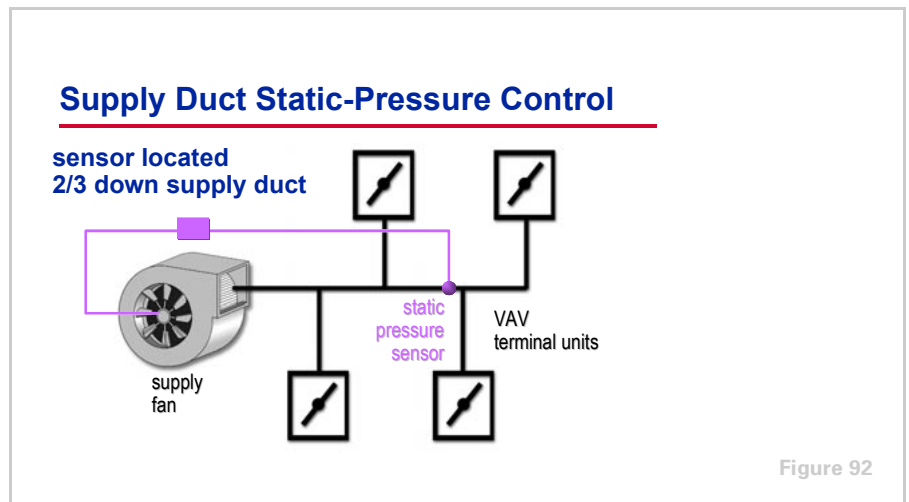 Supply Duct Static-Pressure Control
sensor located
2/3 down supply duct
static
pressure
sensor
VAV
terminal units
supply
fan
Figure 92